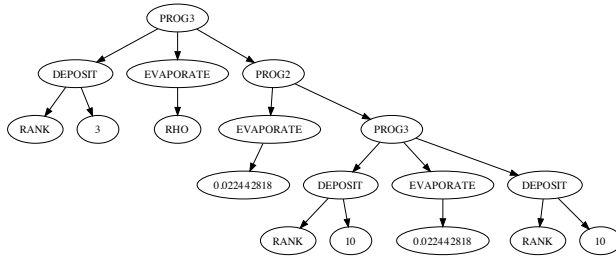 PROG3
DEPOSIT EVAPORATE PROG2
RANK 3 RHO EVAPORATE PROG3
0.022442818 DEPOSIT EVAPORATE DEPOSIT
RANK 10 0.022442818 RANK 10